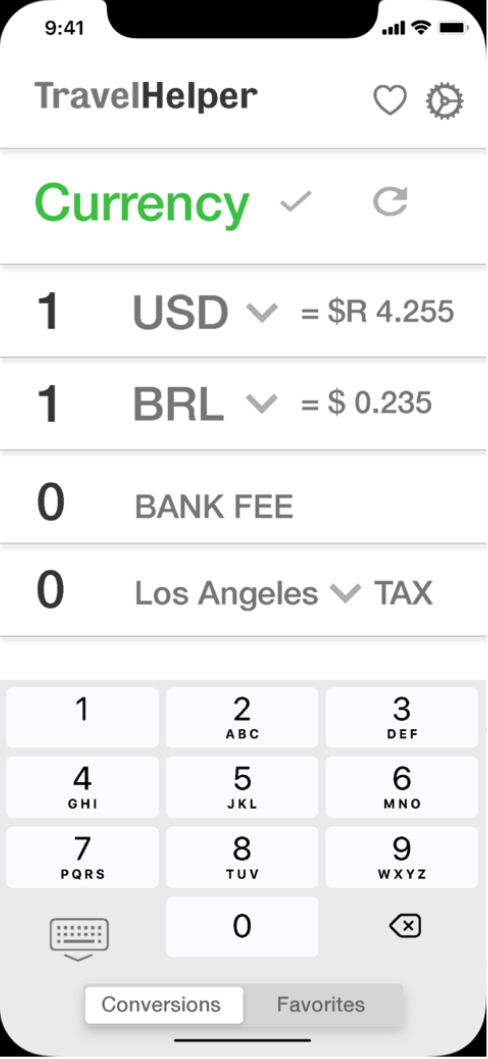 9:41
TravelHelper
Currency
1 USD = $R 4.255
1 BRL = $ 0.235
0 BANK FEE
0 Los Angeles TAX
1 2 3
ABC DEF
4 5 6
GHI JKL MNO
7 8 9
PQRS TUV WXYZ
0
Conversions Favorites